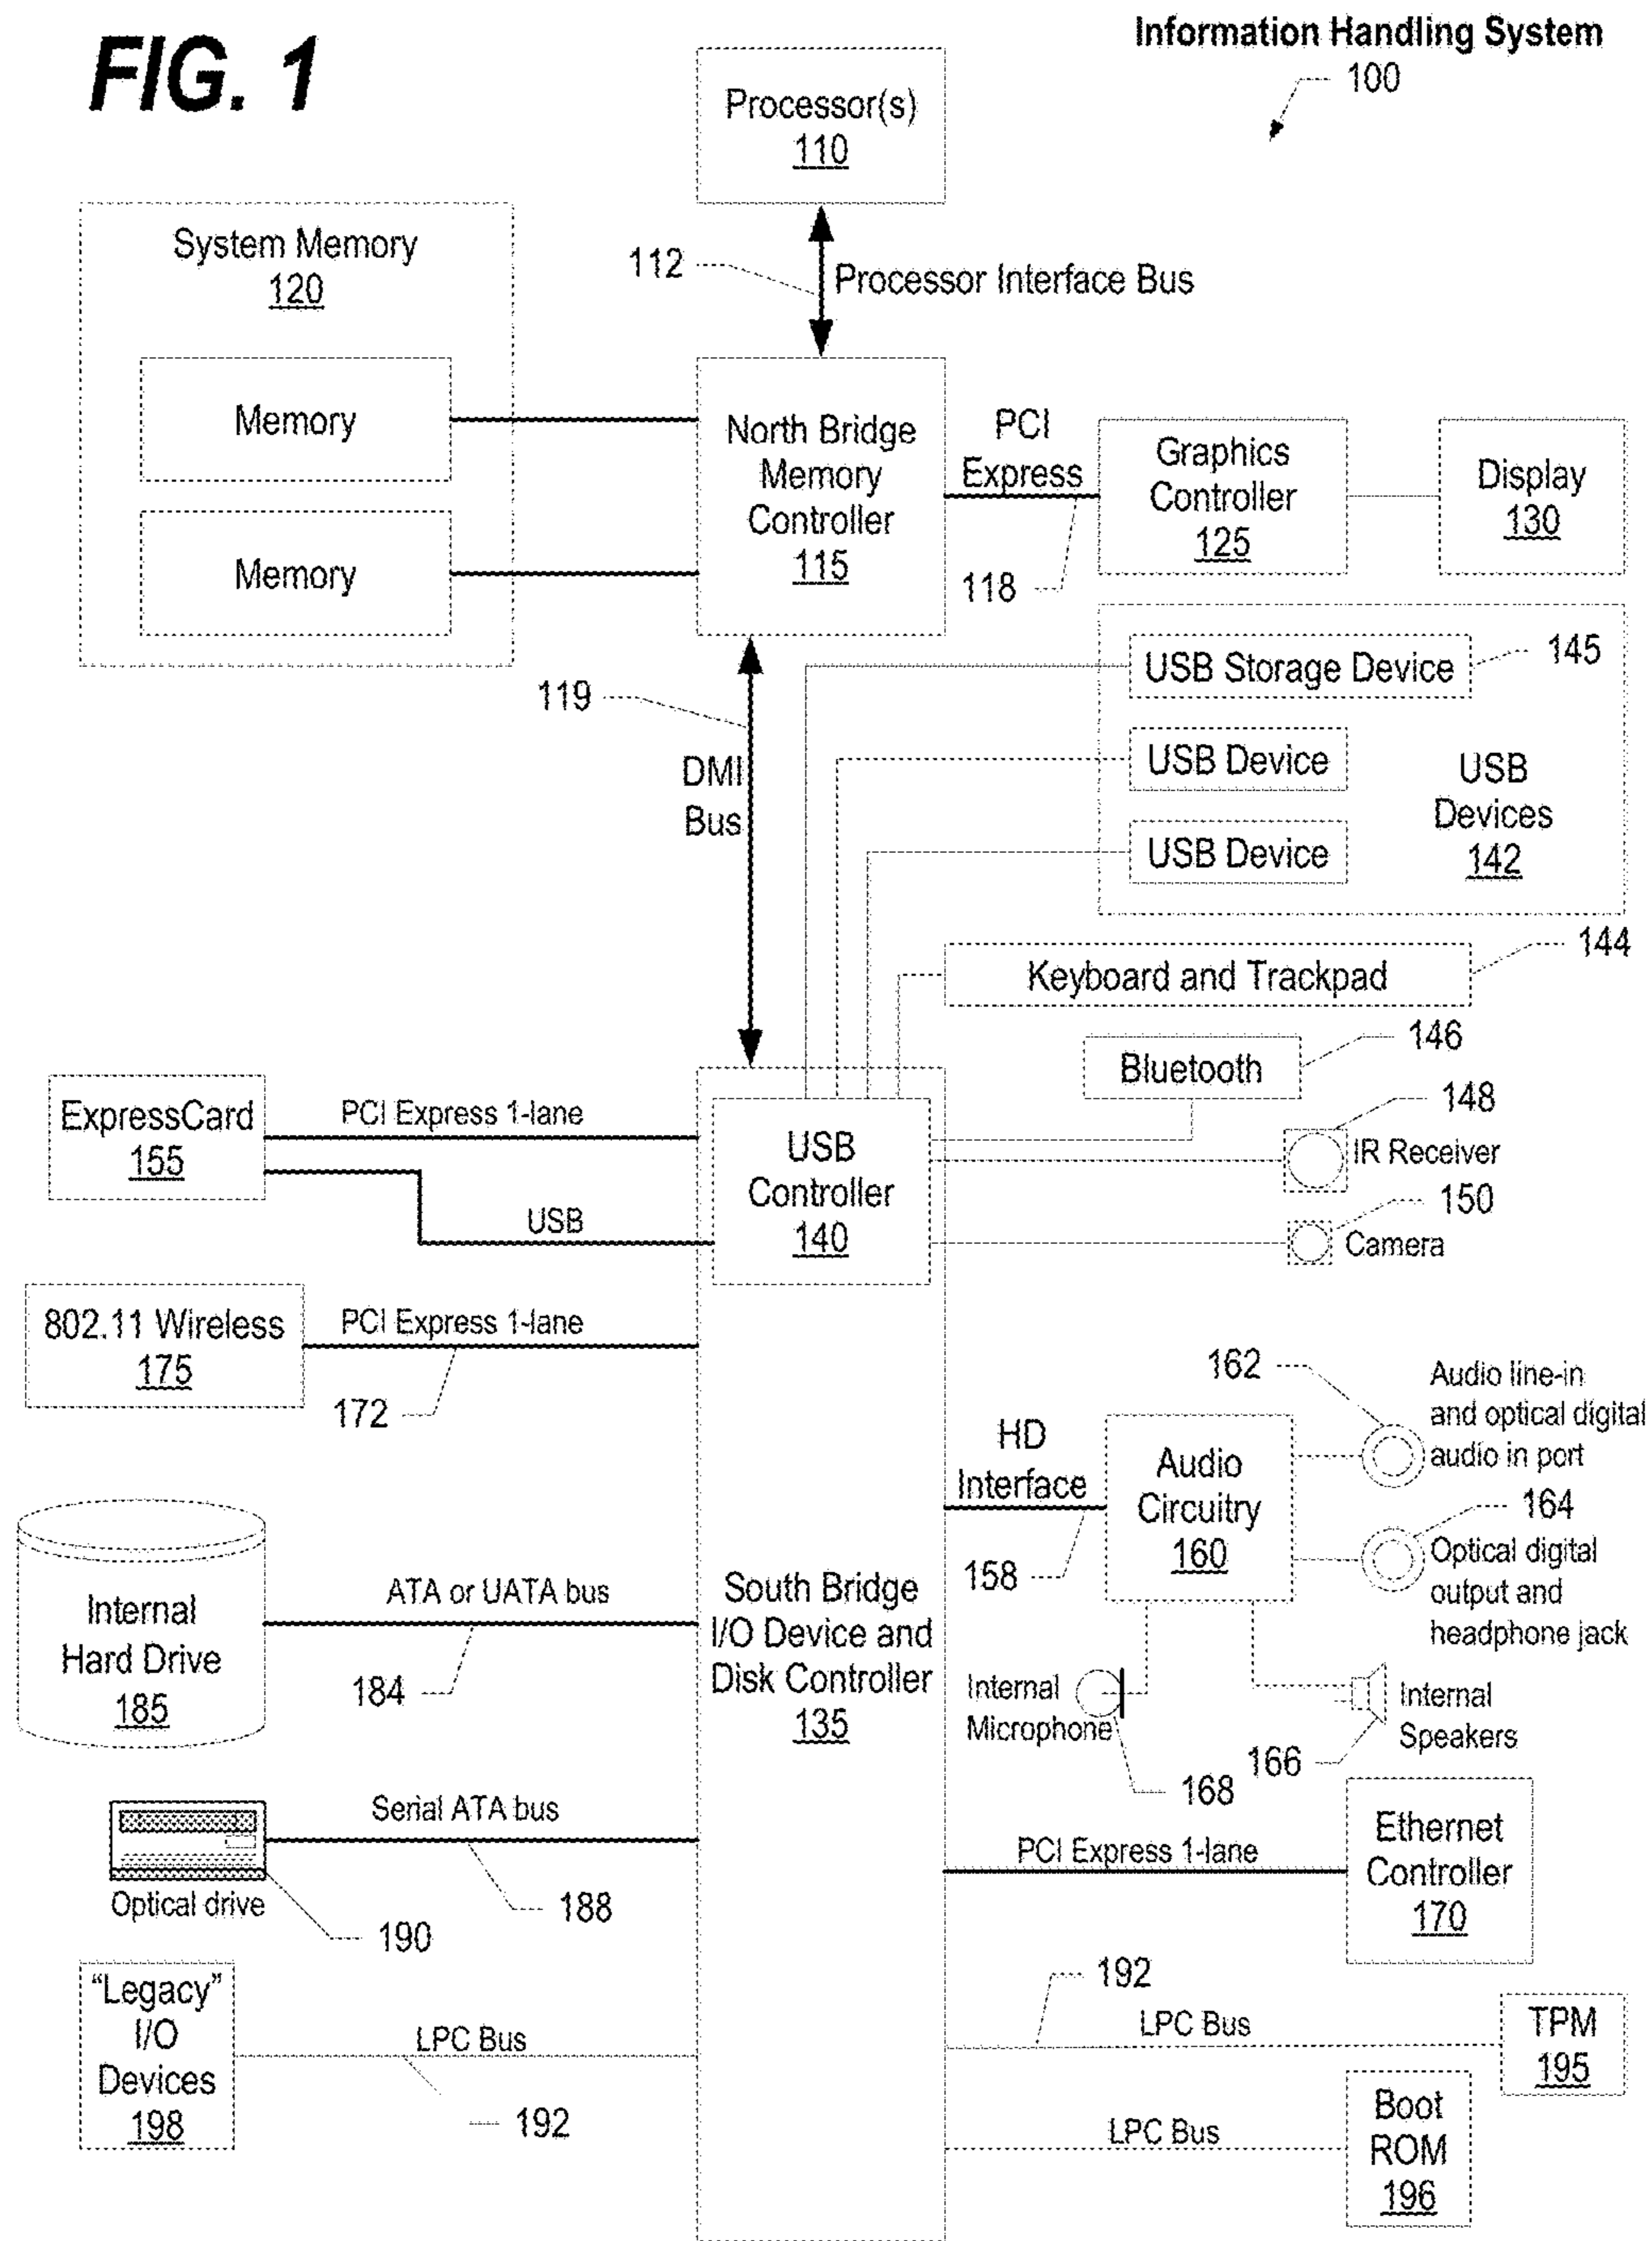 FIG. 1
Information Handling System
100
Processor(s)
110
System Memory
120
112
Processor Interface Bus
Memory
Memory
North Bridge
Memory
Controller
115
PCI
Express
118
Graphics
Controller
125
Display
130
119
DMI
Bus
USB Storage Device
145
USB Device
USB Device
USB
Devices
142
Keyboard and Trackpad
144
Bluetooth
146
148
IR Receiver
150
Camera
ExpressCard
155
PCI Express 1-lane
USB
USB
Controller
140
802.11 Wireless
175
PCI Express 1-lane
172
162
Audio line-in
and optical digital
audio in port
HD
Interface
158
Audio
Circuitry
160
164
Optical digital
output and
headphone jack
Internal
Hard Drive
185
ATA or UATA bus
184
South Bridge
I/O Device and
Disk Controller
135
Internal
Microphone
168
Internal
Speakers
166
Serial ATA bus
188
Optical drive
190
PCI Express 1-lane
Ethernet
Controller
170
"Legacy"
I/O
Devices
198
LPC Bus
192
192
LPC Bus
TPM
195
LPC Bus
Boot
ROM
196